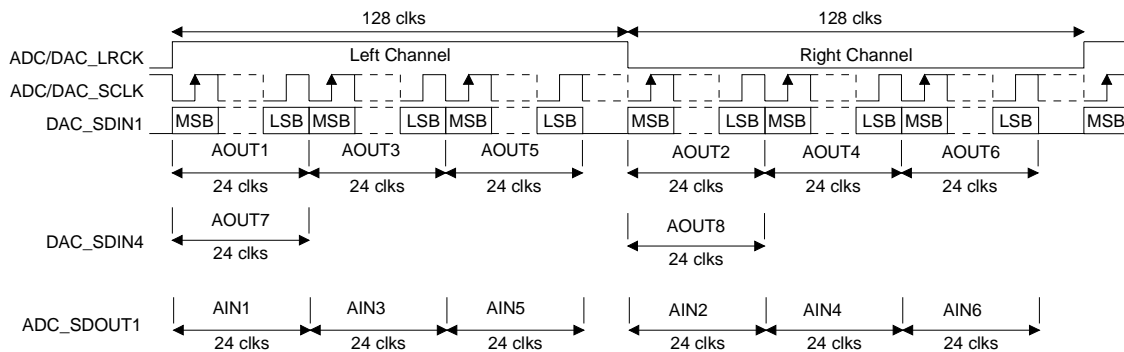 128 clks 128 clks
ADC/DAC_LRCK Left Channel Right Channel
ADC/DAC_SCLK
DAC_SDIN1 MSB LSB MSB LSB MSB LSB MSB LSB MSB LSB MSB LSB MSB
AOUT1 AOUT3 AOUT5 AOUT2 AOUT4 AOUT6
24 clks 24 clks 24 clks 24 clks 24 clks 24 clks
AOUT7 AOUT8
DAC_SDIN4
24 clks 24 clks
AIN1 AIN3 AIN5 AIN2 AIN4 AIN6
ADC_SDOUT1
24 clks 24 clks 24 clks 24 clks 24 clks 24 clks